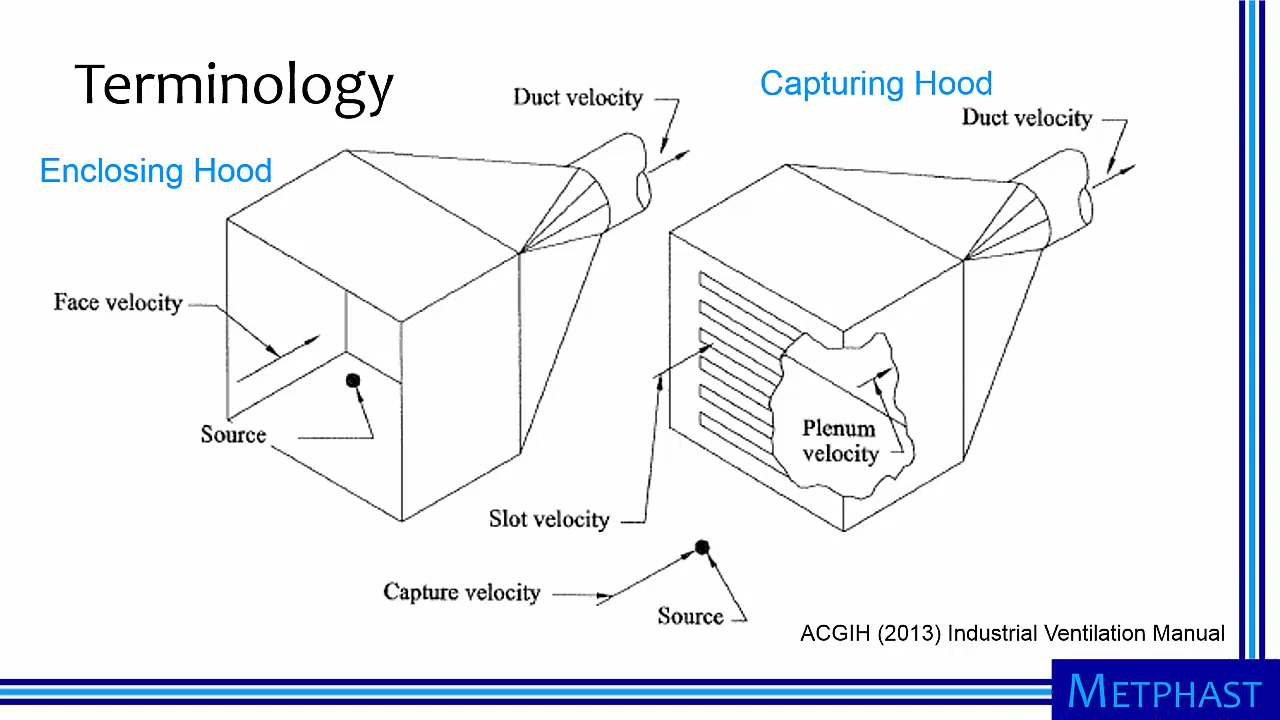 Terminology
Enclosing Hood
Duct velocity
Face velocity
Source
Capturing Hood
Duct velocity
Plenum
velocity
Slot velocity
Capture velocity
Source
ACGIH (2013) Industrial Ventilation Manual
METPHAST